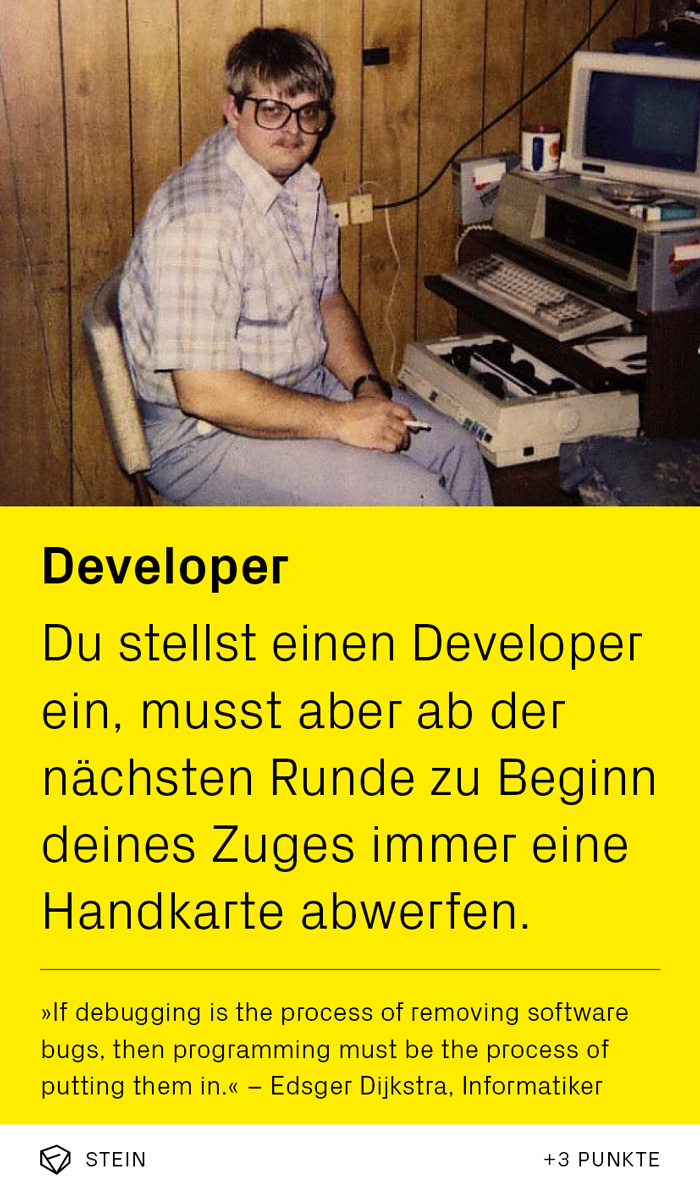 Developer
Du stellst einen Developer
ein, musst aber ab der
nächsten Runde zu Beginn
deines Zuges immer eine
Handkarte abwerfen.
»If debugging is the process of removing software
bugs, then programming must be the process of
putting them in.« – Edsger Dijkstra, Informatiker
STEIN
+3 PUNKTE